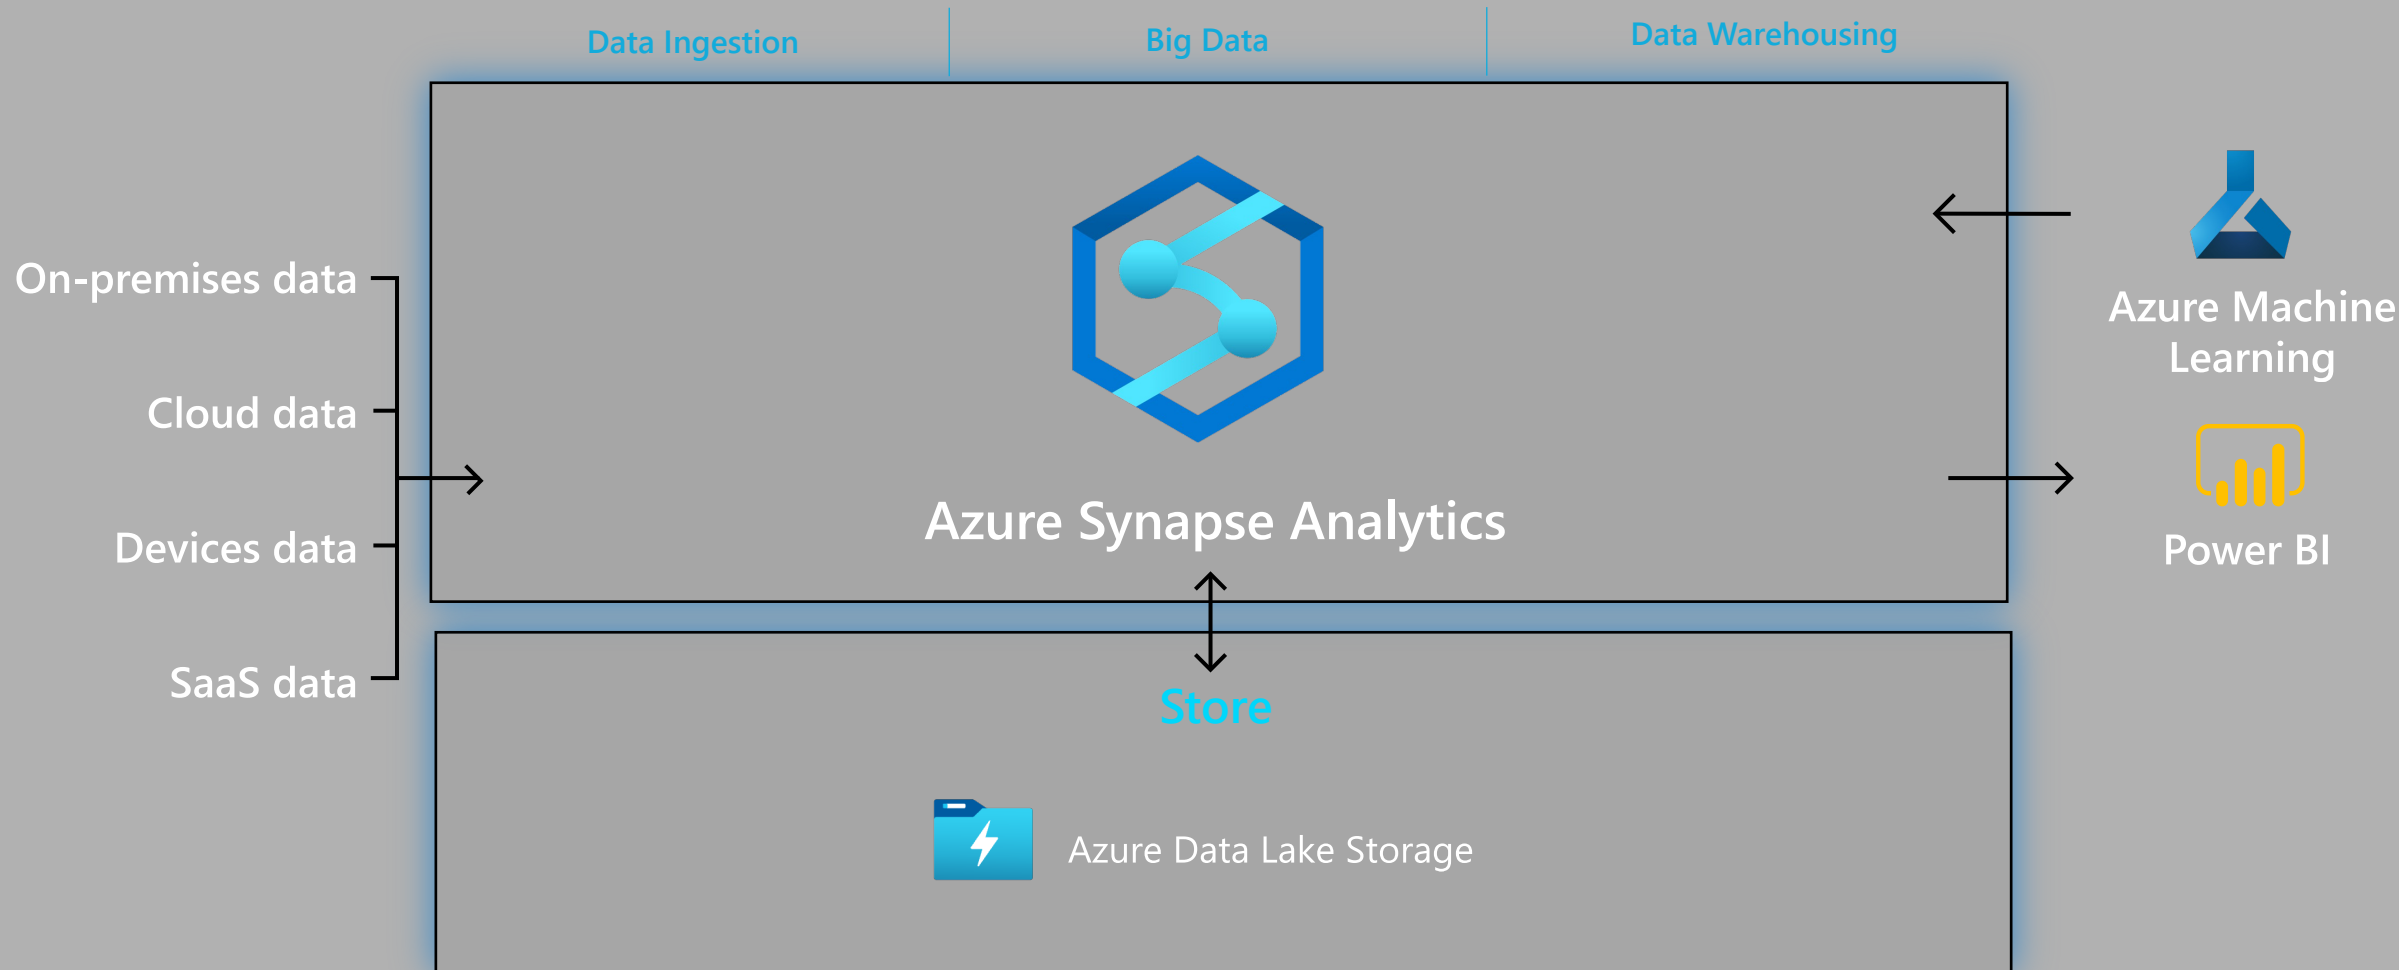 Data Ingestion
Big Data
Data Warehousing
On-premises data
Cloud data
Devices data
SaaS data
Azure Synapse Analytics
Azure Machine
Learning
Power BI
Store
Azure Data Lake Storage